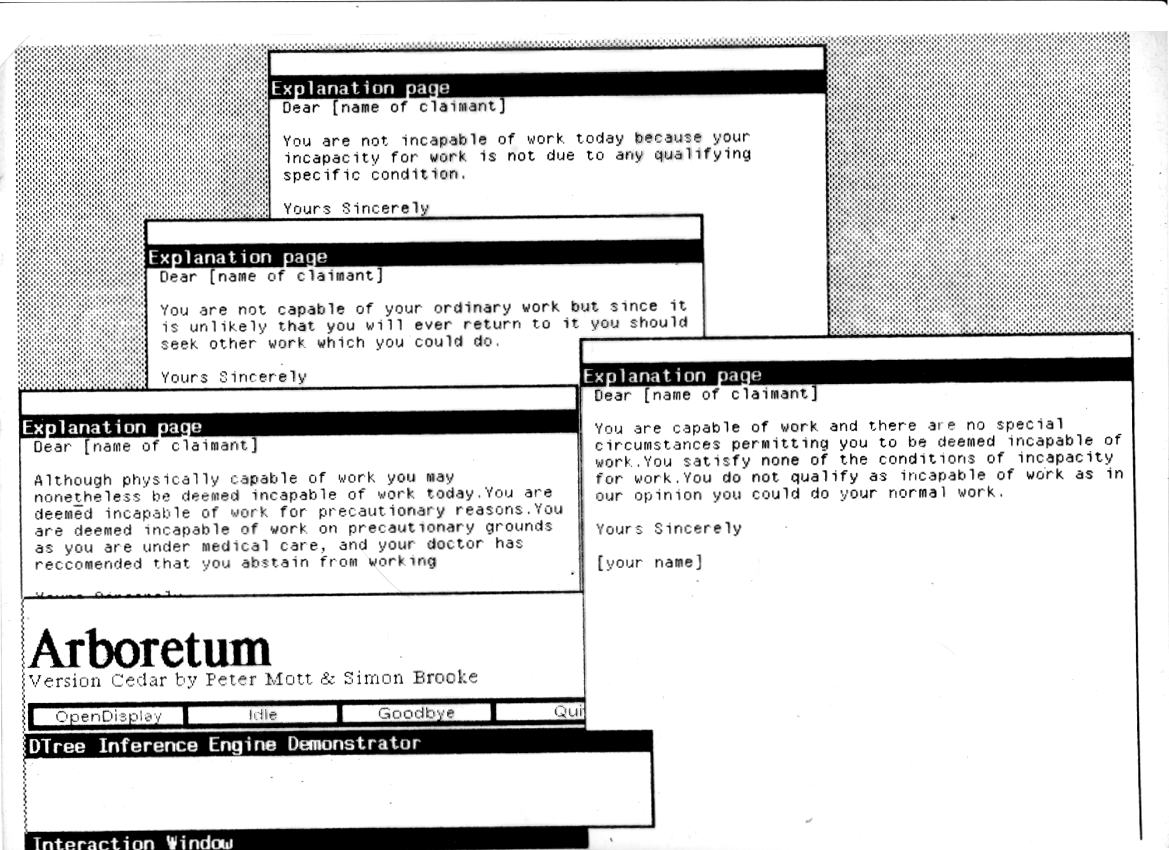 Explanation page
Dear [name of claimant]
You are not incapable of work today because your
incapacity for work is not due to any qualifying
specific condition.
Yours Sincerely
Explanation page
Dear [name of claimant]
You are not capable of your ordinary work but since it
is unlikely that you will ever return to it you should
seek other work which you could do.
Yours Sincerely
Explanation page
Dear [name of claimant]
Although physically capable of work you may
nonetheless be deemed incapable of work today.You are
deemed incapable of work for precautionary reasons.You
are deemed incapable of work on precautionary grounds
as you are under medical care, and your doctor has
reccomended that you abstain from working
Yours Sincerely
Explanation page
Dear [name of claimant]
You are capable of work and there are no special
circumstances permitting you to be deemed incapable of
work.You satisfy none of the conditions of incapacity
for work.You do not qualify as incapable of work as in
our opinion you could do your normal work.
Yours Sincerely
[your name]
Arboretum
Version Cedar by Peter Mott & Simon Brooke
OpenDisplay Idle Goodbye Quit
DTree Inference Engine Demonstrator
Interaction Window